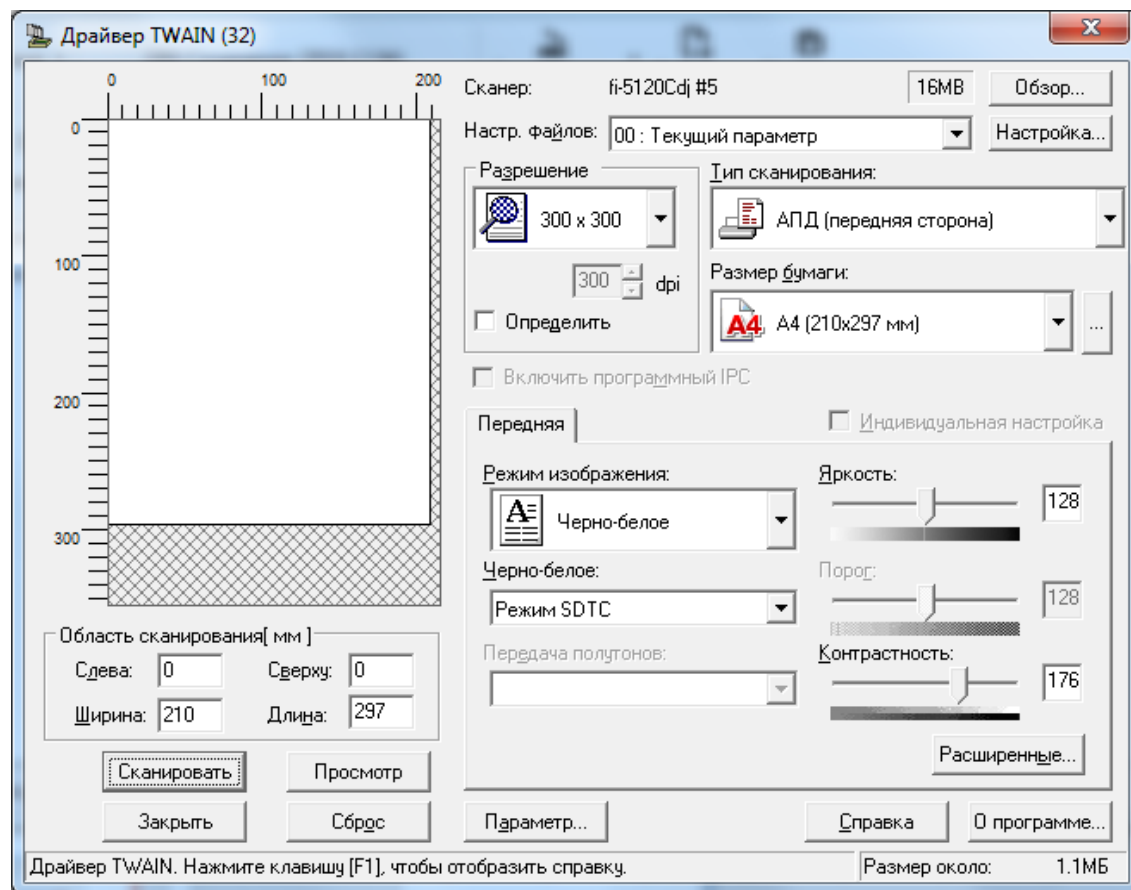 Драйвер TWAIN (32)
0 100 200
0
100
200
300
Сканер: fi-5120Cdj #5 16MB Обзор...
Настр. файлов: 00 : Текущий параметр Настройка...
Разрешение
300 x 300
300 dpi
Определить
Тип сканирования:
АПД (передняя сторона)
Размер бумаги:
A4 A4 (210x297 мм) ...
Включить программный IPC
Передняя Индивидуальная настройка
Режим изображения:
Черно-белое
Черно-белое:
Режим SDTC
Передача полутонов:
Яркость:
128
Порог:
128
Контрастность:
176
Расширенные...
Область сканирования[ мм ]
Слева: 0 Сверху: 0
Ширина: 210 Длина: 297
Сканировать Просмотр
Закрыть Сброс Параметр... Справка О программе...
Драйвер TWAIN. Нажмите клавишу [F1], чтобы отобразить справку. Размер около: 1.1МБ